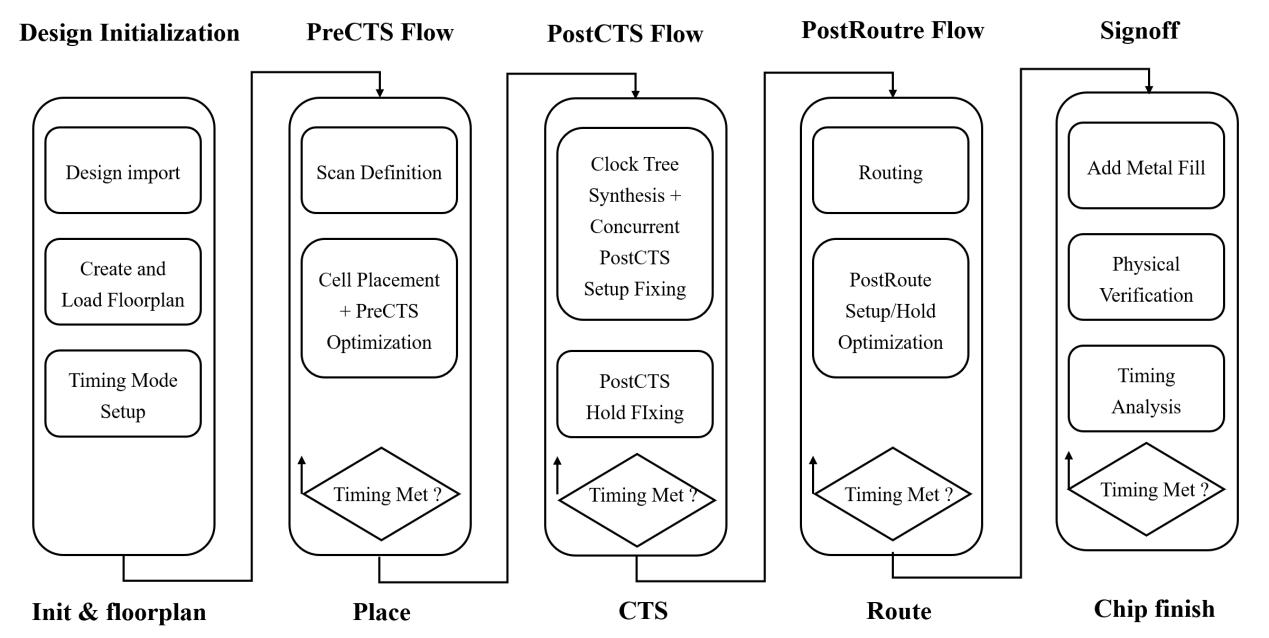 Design Initialization
Design import
Create and
Load Floorplan
Timing Mode
Setup
Init & floorplan
PreCTS Flow
Scan Definition
Cell Placement
+ PreCTS
Optimization
Timing Met ?
Place
PostCTS Flow
Clock Tree
Synthesis +
Concurrent
PostCTS
Setup Fixing
PostCTS
Hold FIxing
Timing Met ?
CTS
PostRoutre Flow
Routing
PostRoute
Setup/Hold
Optimization
Timing Met ?
Route
Signoff
Add Metal Fill
Physical
Verification
Timing
Analysis
Timing Met ?
Chip finish